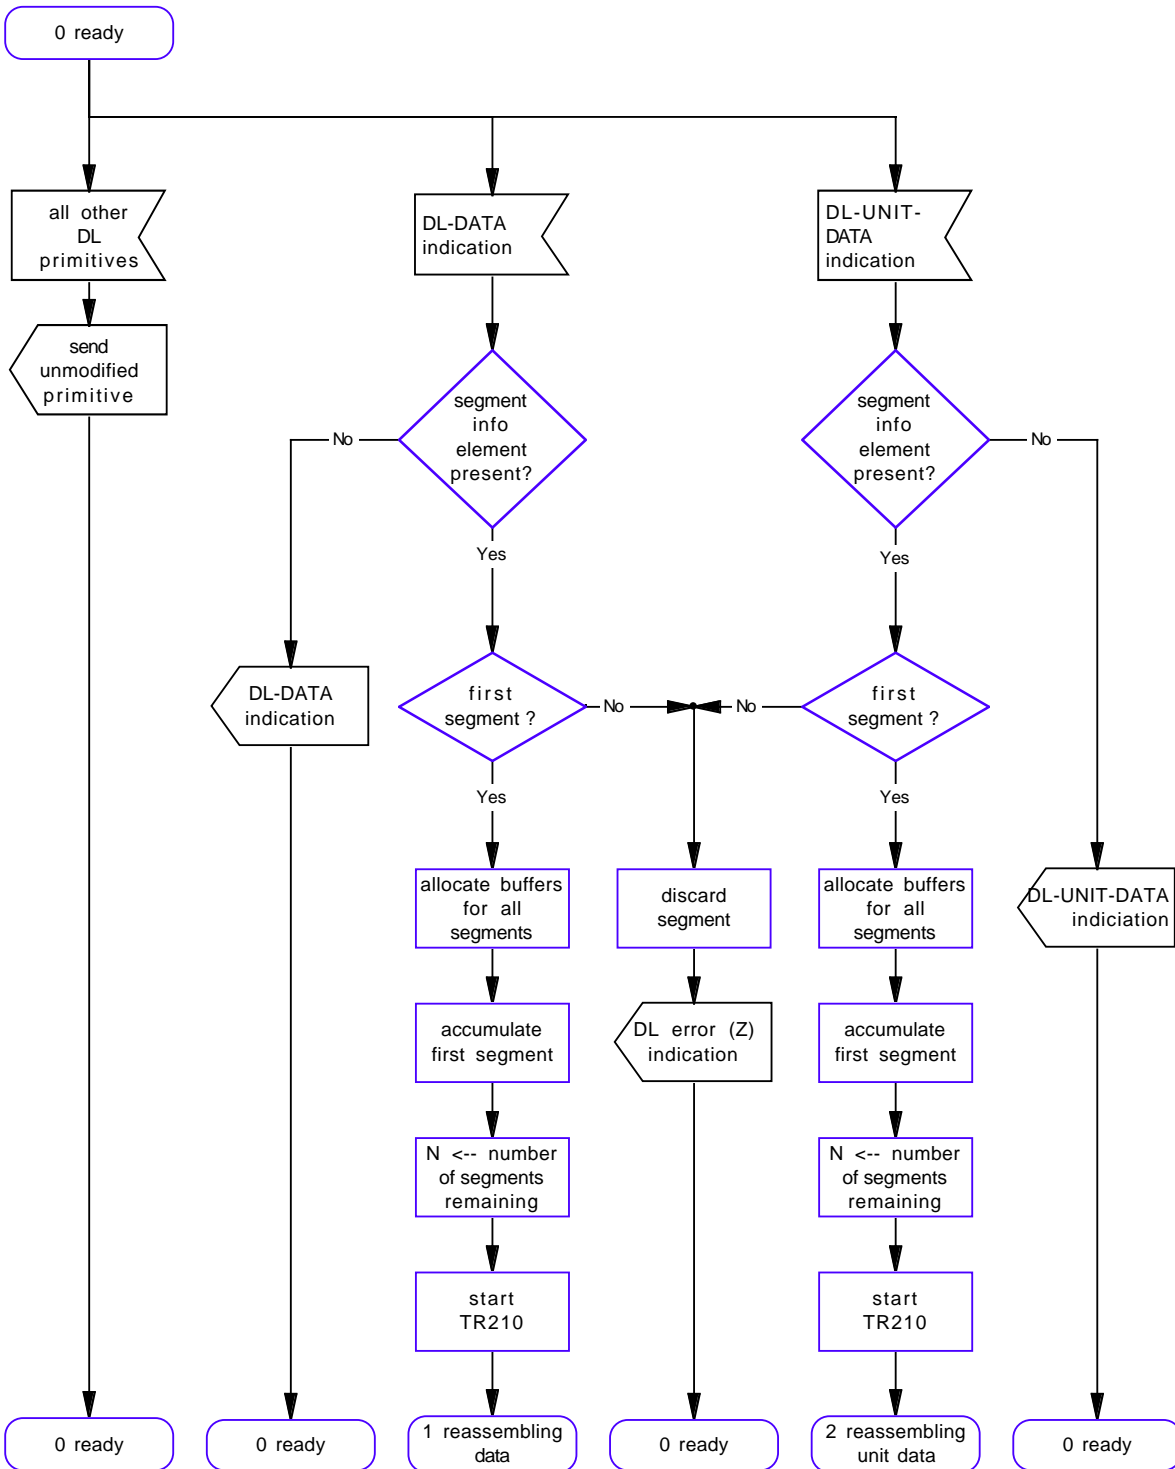 0 ready
all other
DL
primitives
DL-DATA
indication
DL-UNIT-
DATA
indication
send
unmodified
primitive
segment
info
element
present?
segment
info
element
present?
No
No
Yes
Yes
DL-DATA
indication
first
segment ?
No
No
first
segment ?
Yes
Yes
allocate buffers
for all
segments
discard
segment
allocate buffers
for all
segments
DL-UNIT-DATA
indiciation
accumulate
first segment
DL error (Z)
indication
accumulate
first segment
N <-- number
of segments
remaining
N <-- number
of segments
remaining
start
TR210
start
TR210
0 ready
0 ready
1 reassembling
data
0 ready
2 reassembling
unit data
0 ready